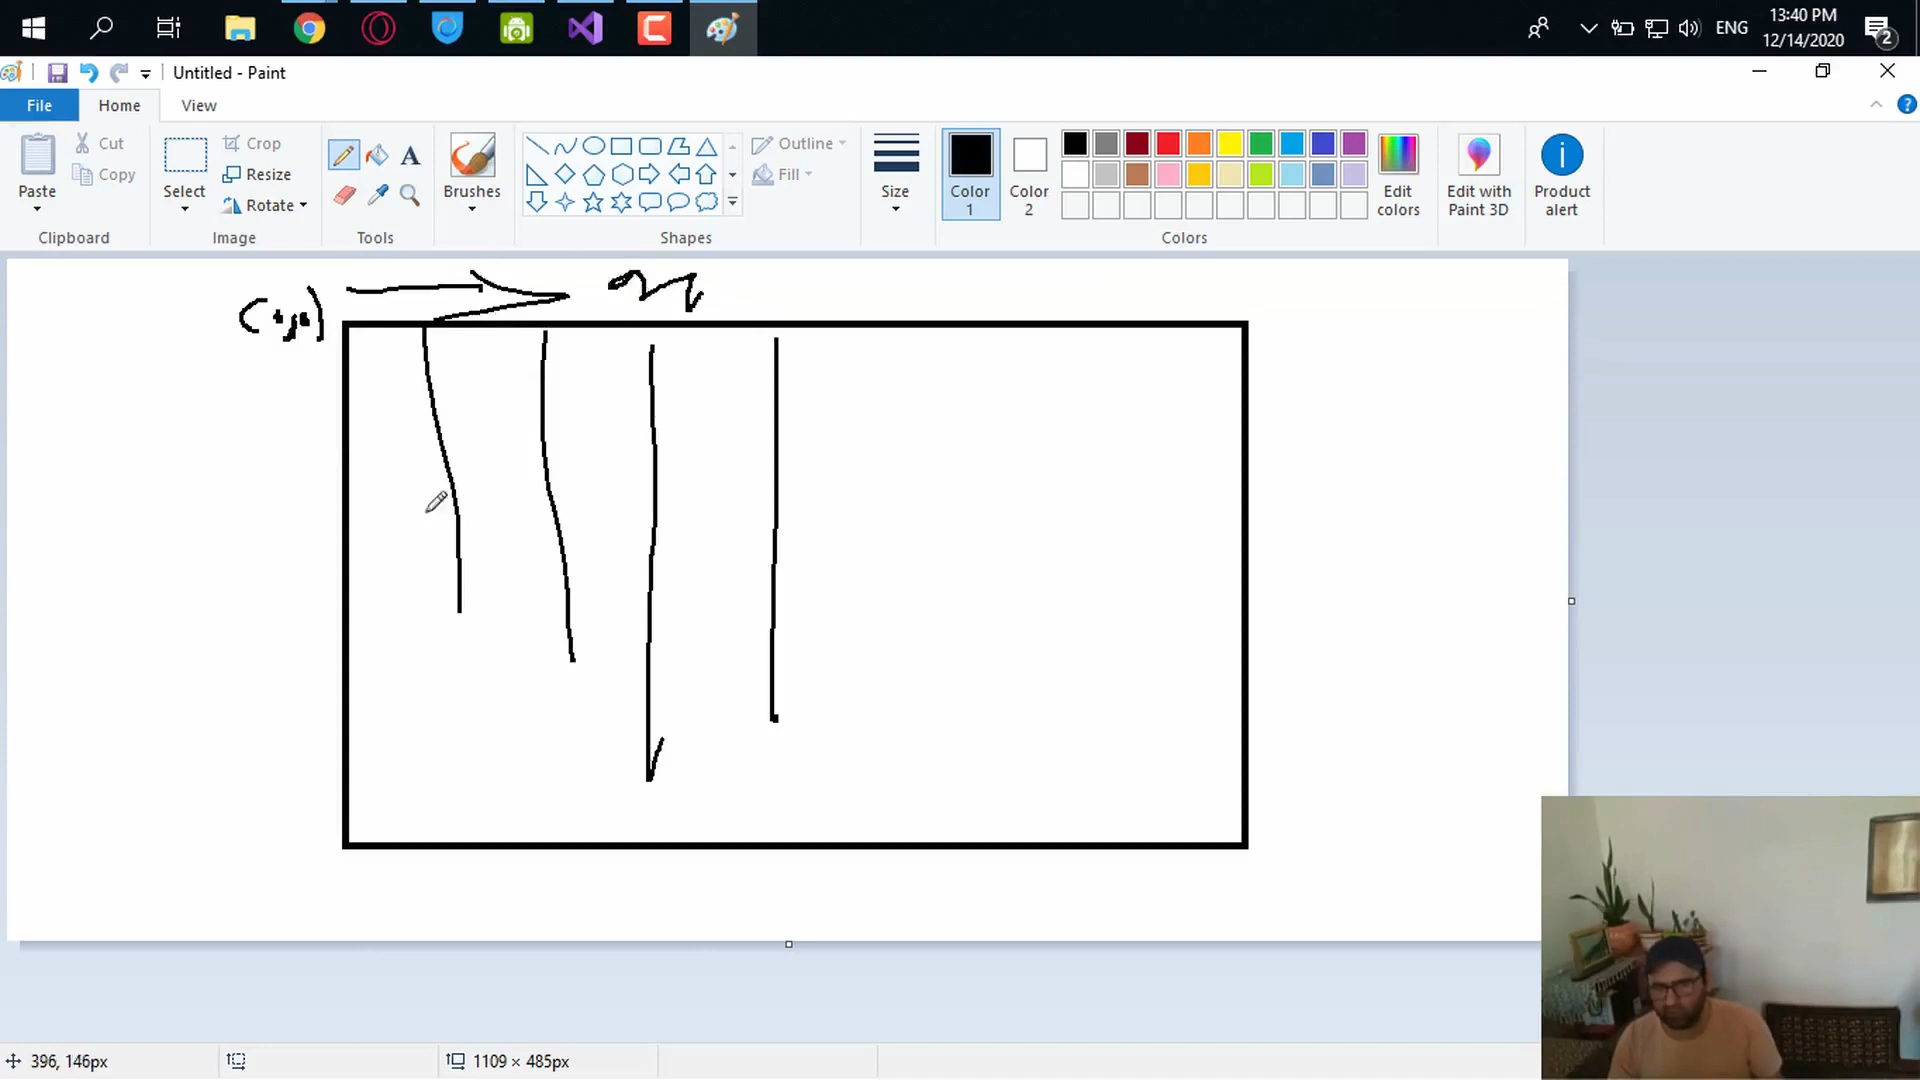 ENG
13:40 PM
12/14/2020
2
Untitled - Paint
File
Home
View
Paste
Cut
Copy
Clipboard
Select
Crop
Resize
Rotate
Image
A
Tools
Brushes
Outline
Fill
Shapes
Size
Color 1
Color 2
Edit colors
Colors
Edit with Paint 3D
Product alert
396, 146px
1109 × 485px